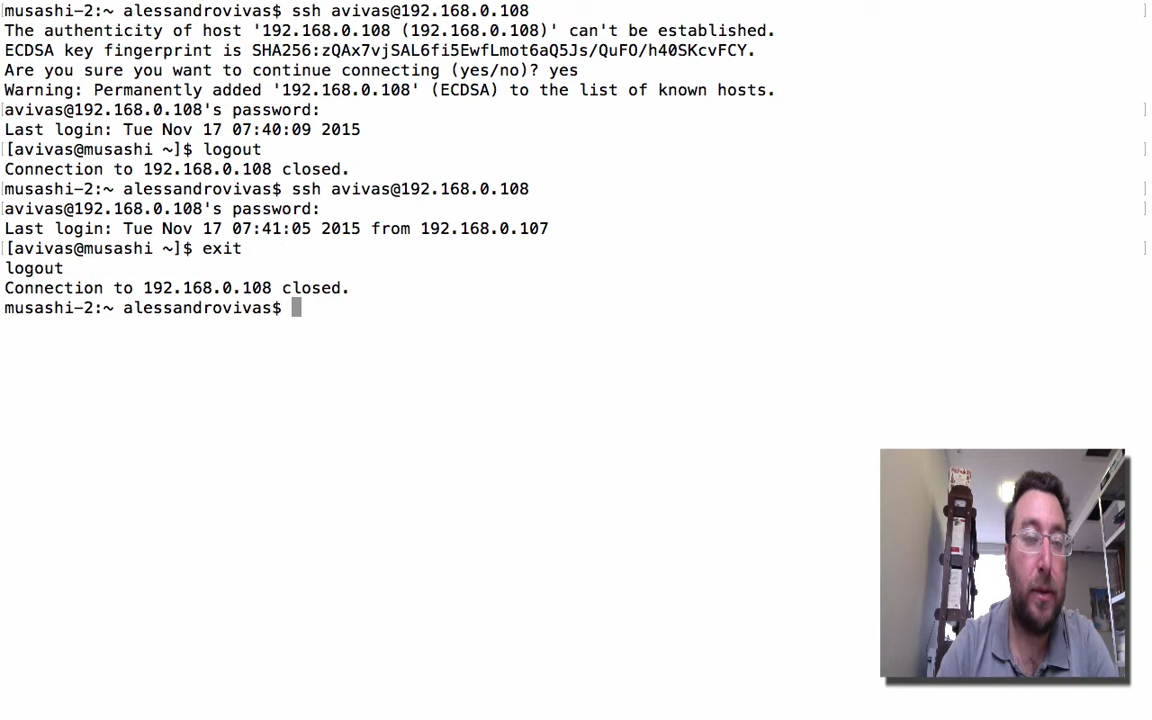 musashi-2:~ alessandrovivas$ ssh avivas@192.168.0.108
The authenticity of host '192.168.0.108 (192.168.0.108)' can't be established.
ECDSA key fingerprint is SHA256:zQAx7vjSAL6fi5EwfLmot6aQ5Js/QuFO/h40SKcvFCY.
Are you sure you want to continue connecting (yes/no)? yes
Warning: Permanently added '192.168.0.108' (ECDSA) to the list of known hosts.
avivas@192.168.0.108's password:
Last login: Tue Nov 17 07:40:09 2015
[avivas@musashi ~]$ logout
Connection to 192.168.0.108 closed.
musashi-2:~ alessandrovivas$ ssh avivas@192.168.0.108
avivas@192.168.0.108's password:
Last login: Tue Nov 17 07:41:05 2015 from 192.168.0.107
[avivas@musashi ~]$ exit
logout
Connection to 192.168.0.108 closed.
musashi-2:~ alessandrovivas$